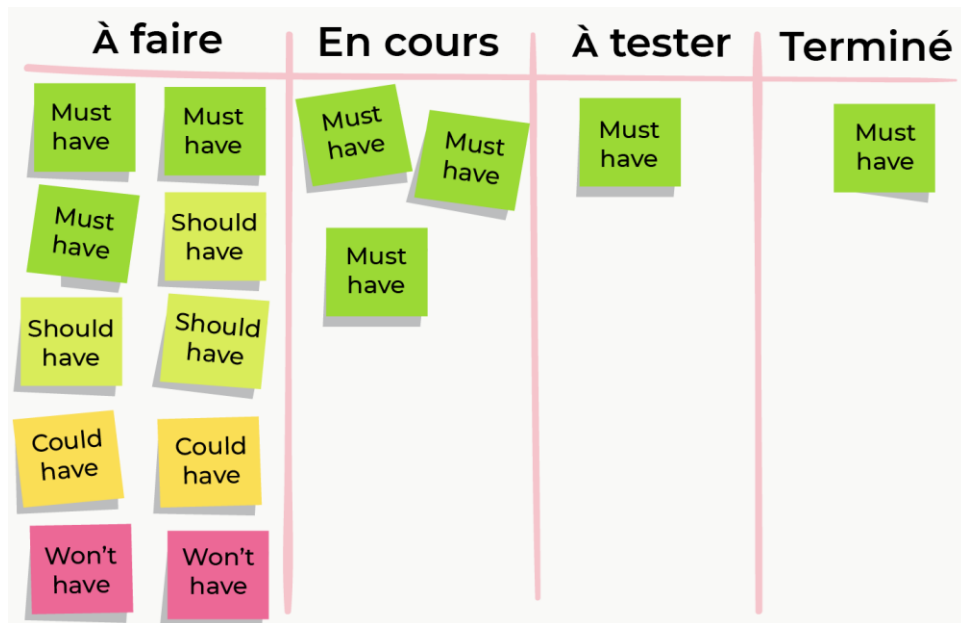 À faire
En cours
À tester
Terminé
Must
have
Must
have
Must
have
Should
have
Should
have
Should
have
Could
have
Could
have
Won't
have
Won't
have
Must
have
Must
have
Must
have
Must
have
Must
have